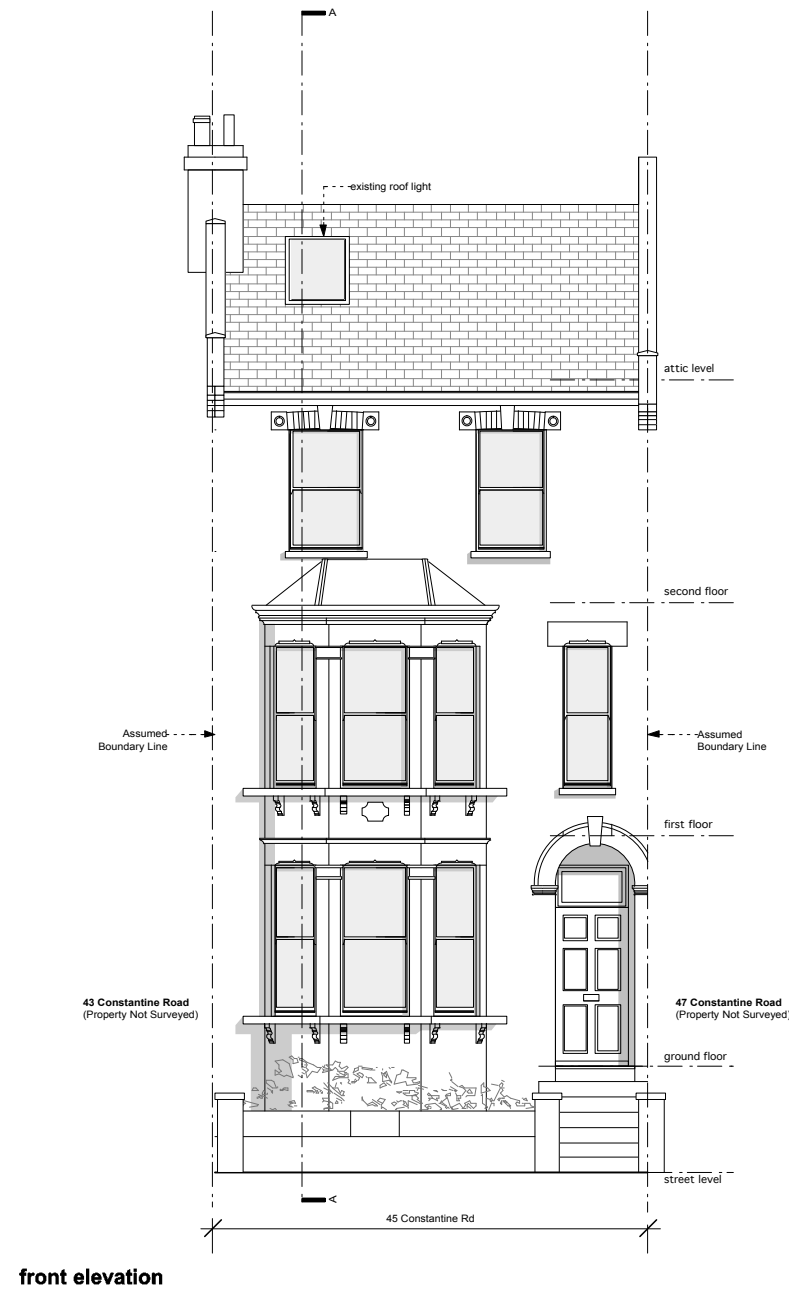 A
existing roof light
attic level
second floor
Assumed
Boundary Line
Assumed
Boundary Line
first floor
43 Constantine Road
(Property Not Surveyed)
47 Constantine Road
(Property Not Surveyed)
ground floor
street level
A
45 Constantine Rd
front elevation